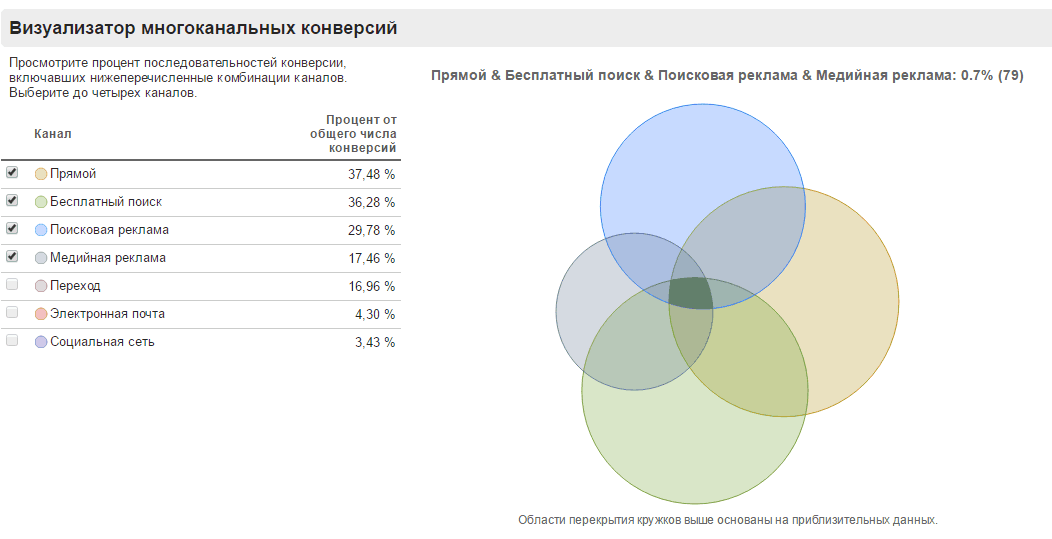 Визуализатор многоканальных конверсий
Просмотрите процент последовательностей конверсии,
включавших нижеперечисленные комбинации каналов.
Выберите до четырех каналов.
Канал
Процент от
общего числа
конверсий
Прямой 37,48 %
Бесплатный поиск 36,28 %
Поисковая реклама 29,78 %
Медийная реклама 17,46 %
Переход 16,96 %
Электронная почта 4,30 %
Социальная сеть 3,43 %
Прямой & Бесплатный поиск & Поисковая реклама & Медийная реклама: 0.7% (79)
Области перекрытия кружков выше основаны на приблизительных данных.